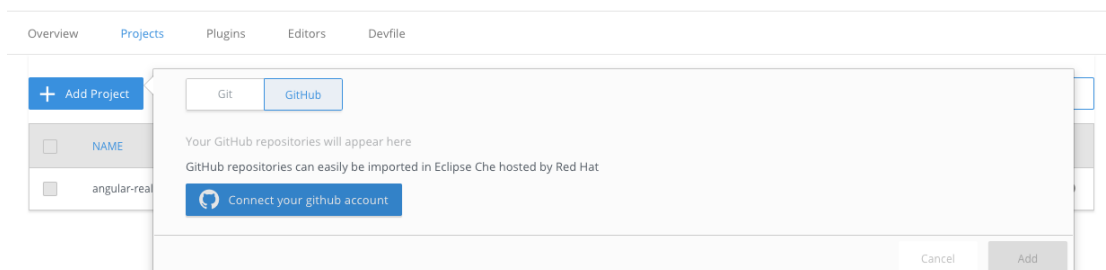 Overview Projects Plugins Editors Devfile
Add Project
Git GitHub
Your GitHub repositories will appear here
NAME
GitHub repositories can easily be imported in Eclipse Che hosted by Red Hat
angular-real
Connect your github account
Cancel Add